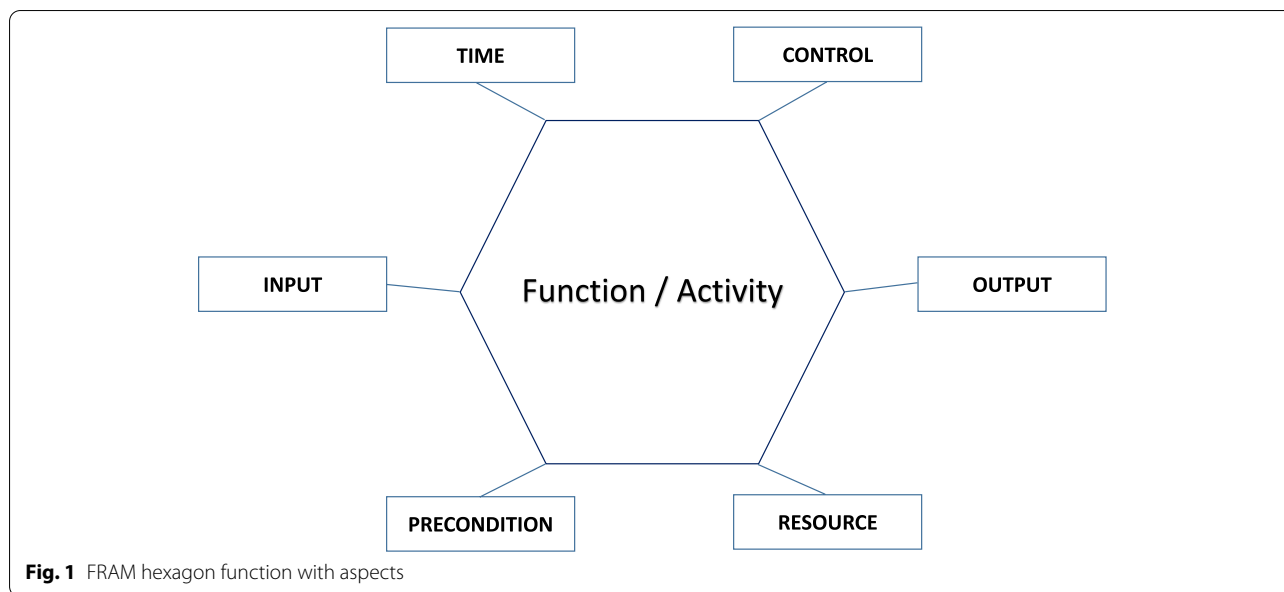 TIME
CONTROL
INPUT
Function / Activity
OUTPUT
PRECONDITION
RESOURCE
Fig. 1 FRAM hexagon function with aspects